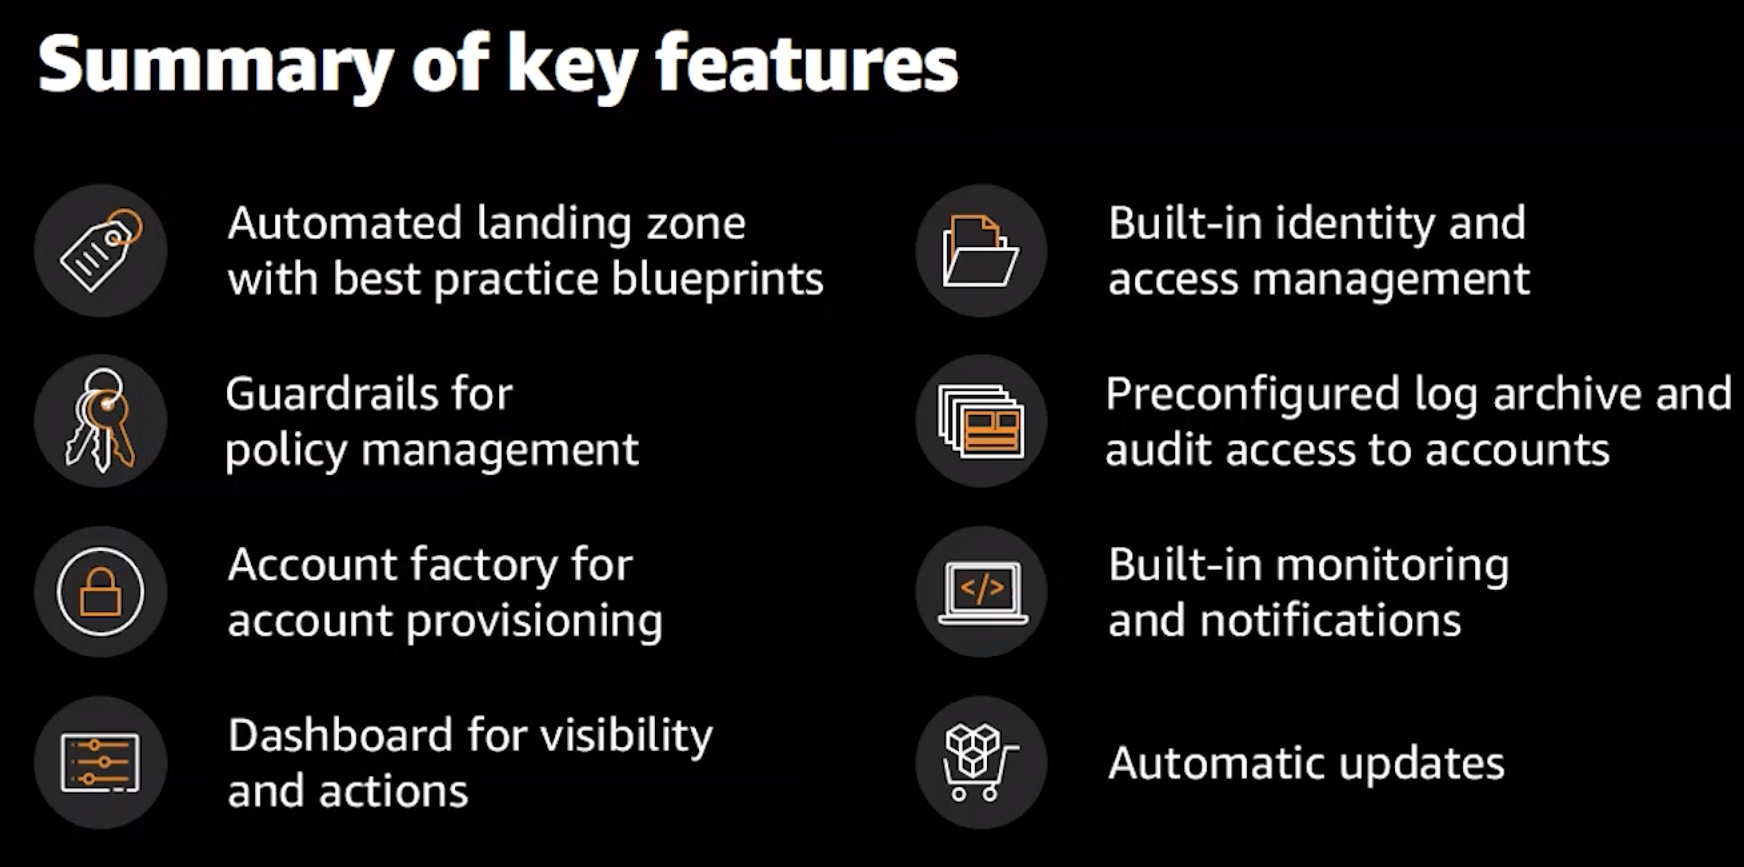 Summary of key features
Automated landing zone
with best practice blueprints
Guardrails for
policy management
Account factory for
account provisioning
Dashboard for visibility
and actions
Built-in identity and
access management
Preconfigured log archive and
audit access to accounts
</>
Built-in monitoring
and notifications
Automatic updates